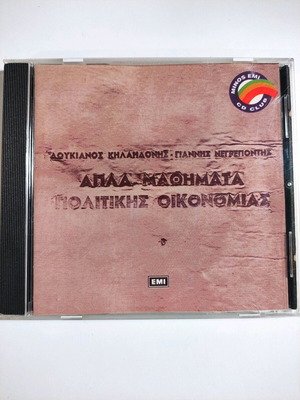 MINOS EMI
CD CLUB
ΛΟΥΚΙΑΝΟΣ ΚΗΛΑΗΔΟΝΗΣ · ΓΙΑΝΝΗΣ ΝΕΓΡΕΠΟΝΤΗΣ
ΑΠΛΑ ΜΑΘΗΜΑΤΑ
ΠΟΛΙΤΙΚΗΣ ΟΙΚΟΝΟΜΙΑΣ
EMI